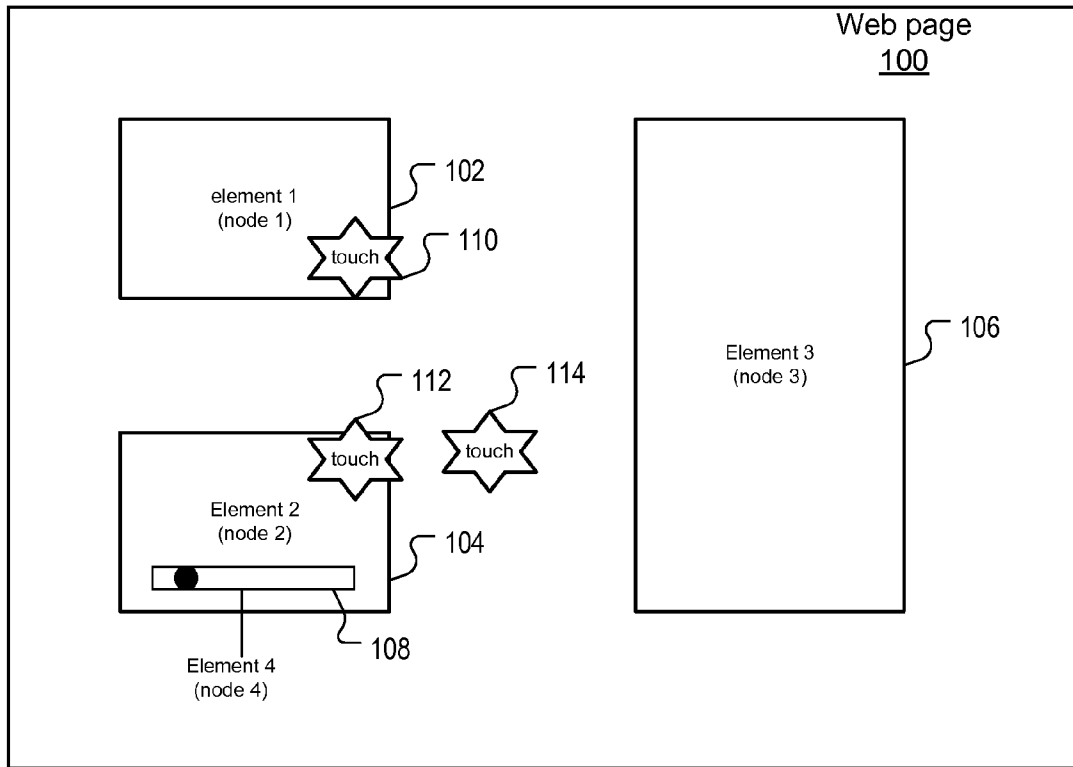 Web page
100
element 1
(node 1)
102
touch
110
Element 3
(node 3)
106
112
114
touch
touch
Element 2
(node 2)
104
108
Element 4
(node 4)